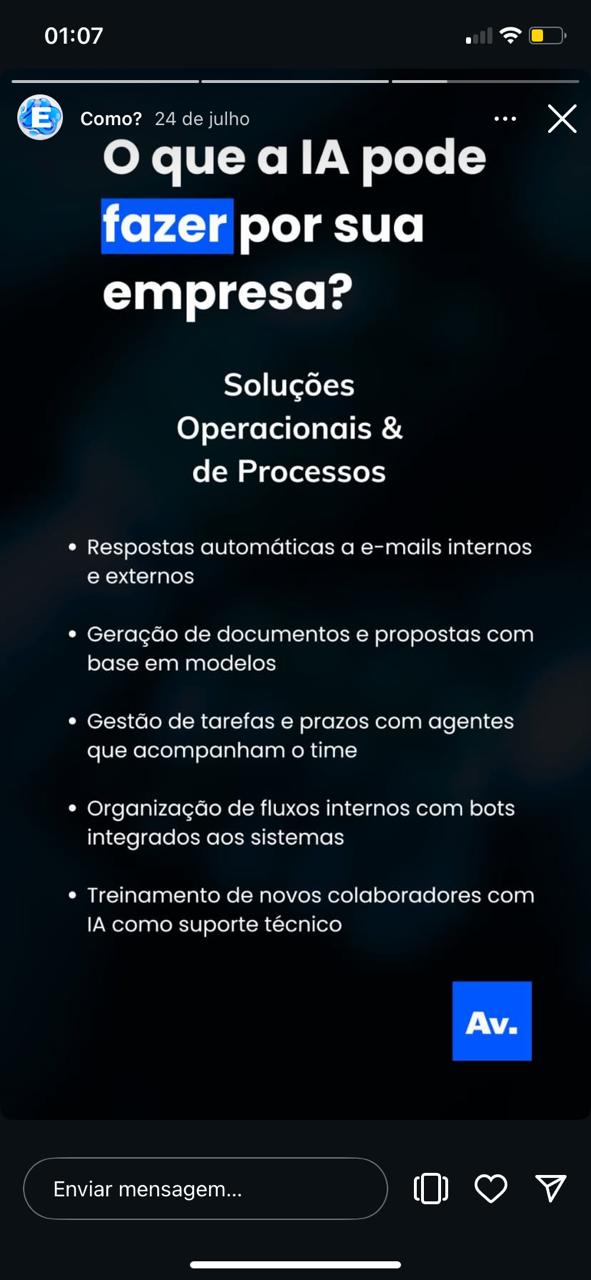 01:07
E
Como? 24 de julho
O que a IA pode
fazer por sua
empresa?
Soluções
Operacionais &
de Processos
• Respostas automáticas a e-mails internos
e externos
• Geração de documentos e propostas com
base em modelos
• Gestão de tarefas e prazos com agentes
que acompanham o time
• Organização de fluxos internos com bots
integrados aos sistemas
• Treinamento de novos colaboradores com
IA como suporte técnico
Av.
Enviar mensagem...